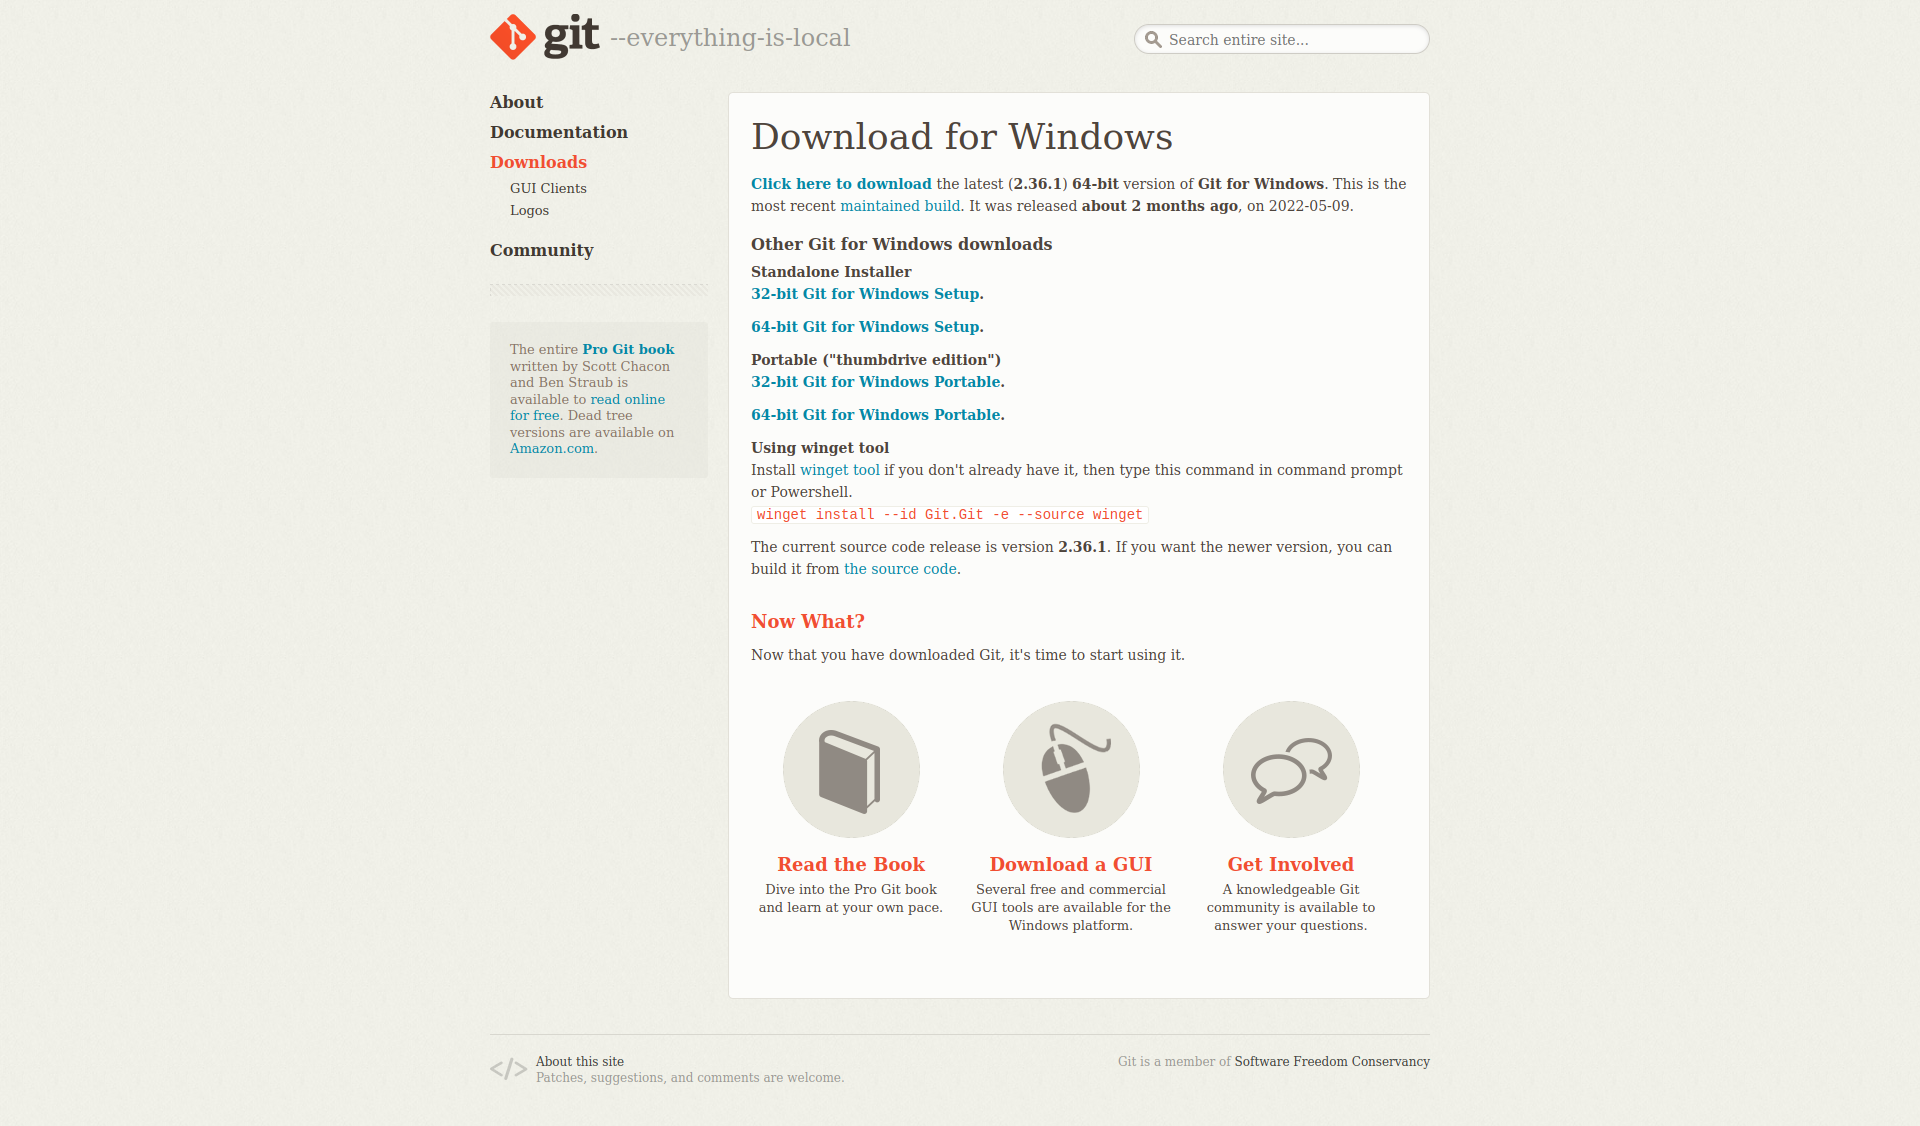 git --everything-is-local
Search entire site...
About
Documentation
Downloads
GUI Clients
Logos
Community
The entire Pro Git book
written by Scott Chacon
and Ben Straub is
available to read online
for free. Dead tree
versions are available on
Amazon.com.
Download for Windows
Click here to download the latest (2.36.1) 64-bit version of Git for Windows. This is the
most recent maintained build. It was released about 2 months ago, on 2022-05-09.
Other Git for Windows downloads
Standalone Installer
32-bit Git for Windows Setup.
64-bit Git for Windows Setup.
Portable ("thumbdrive edition")
32-bit Git for Windows Portable.
64-bit Git for Windows Portable.
Using winget tool
Install winget tool if you don't already have it, then type this command in command prompt
or Powershell.
winget install --id Git.Git -e --source winget
The current source code release is version 2.36.1. If you want the newer version, you can
build it from the source code.
Now What?
Now that you have downloaded Git, it's time to start using it.
Read the Book
Dive into the Pro Git book
and learn at your own pace.
Download a GUI
Several free and commercial
GUI tools are available for the
Windows platform.
Get Involved
A knowledgeable Git
community is available to
answer your questions.
</>
About this site
Patches, suggestions, and comments are welcome.
Git is a member of Software Freedom Conservancy